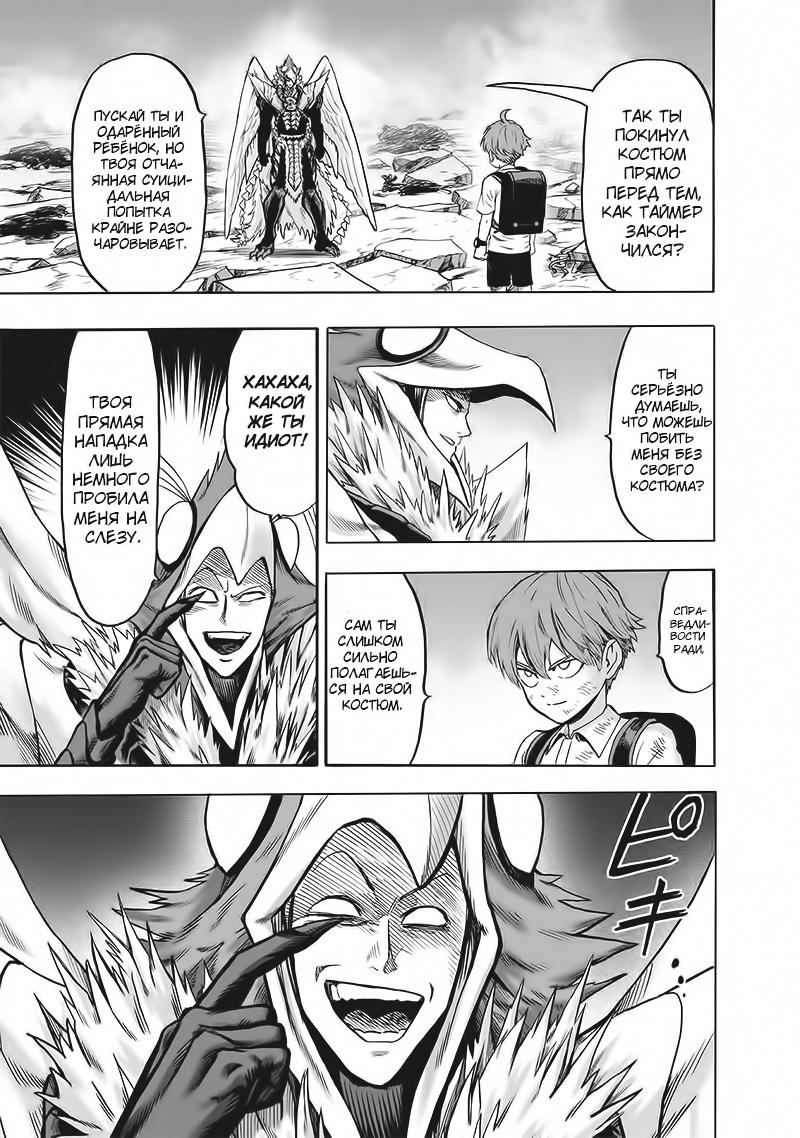 ТАК ТЫ
ПОКИНУЛ
КОСТЮМ
ПРЯМО
ПЕРЕД ТЕМ,
КАК ТАЙМЕР
ЗАКОН-
ЧИЛСЯ?
ПУСКАЙ ТЫ И
ОДАРЁННЫЙ
РЕБЁНОК, НО
ТВОЯ ОТЧА-
ЯННАЯ СУИЦИ-
ДАЛЬНАЯ
ПОПЫТКА
КРАЙНЕ РАЗО-
ЧАРОВЫВАЕТ.
ТЫ
СЕРЬЁЗНО
ДУМАЕШЬ,
ЧТО МОЖЕШЬ
ПОБИТЬ
МЕНЯ БЕЗ
СВОЕГО
КОСТЮМА?
СПРА-
ВЕДЛИ-
ВОСТИ
РАДИ,
САМ ТЫ
СЛИШКОМ
СИЛЬНО
ПОЛАГАЕШЬ-
СЯ НА СВОЙ
КОСТЮМ.
ХАХАХА,
КАКОЙ
ЖЕ ТЫ
ИДИОТ!
ТВОЯ
ПРЯМАЯ
НАПАДКА
ЛИШЬ
НЕМНОГО
ПРОБИЛА
МЕНЯ НА
СЛЕЗУ.
ピキ…